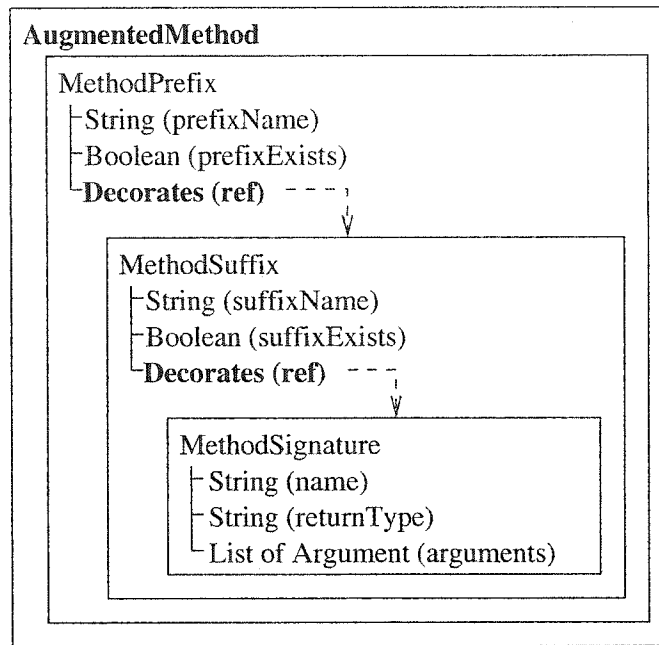 AugmentedMethod
MethodPrefix
String (prefixName)
Boolean (prefixExists)
Decorates (ref)
MethodSuffix
String (suffixName)
Boolean (suffixExists)
Decorates (ref)
MethodSignature
String (name)
String (returnType)
List of Argument (arguments)